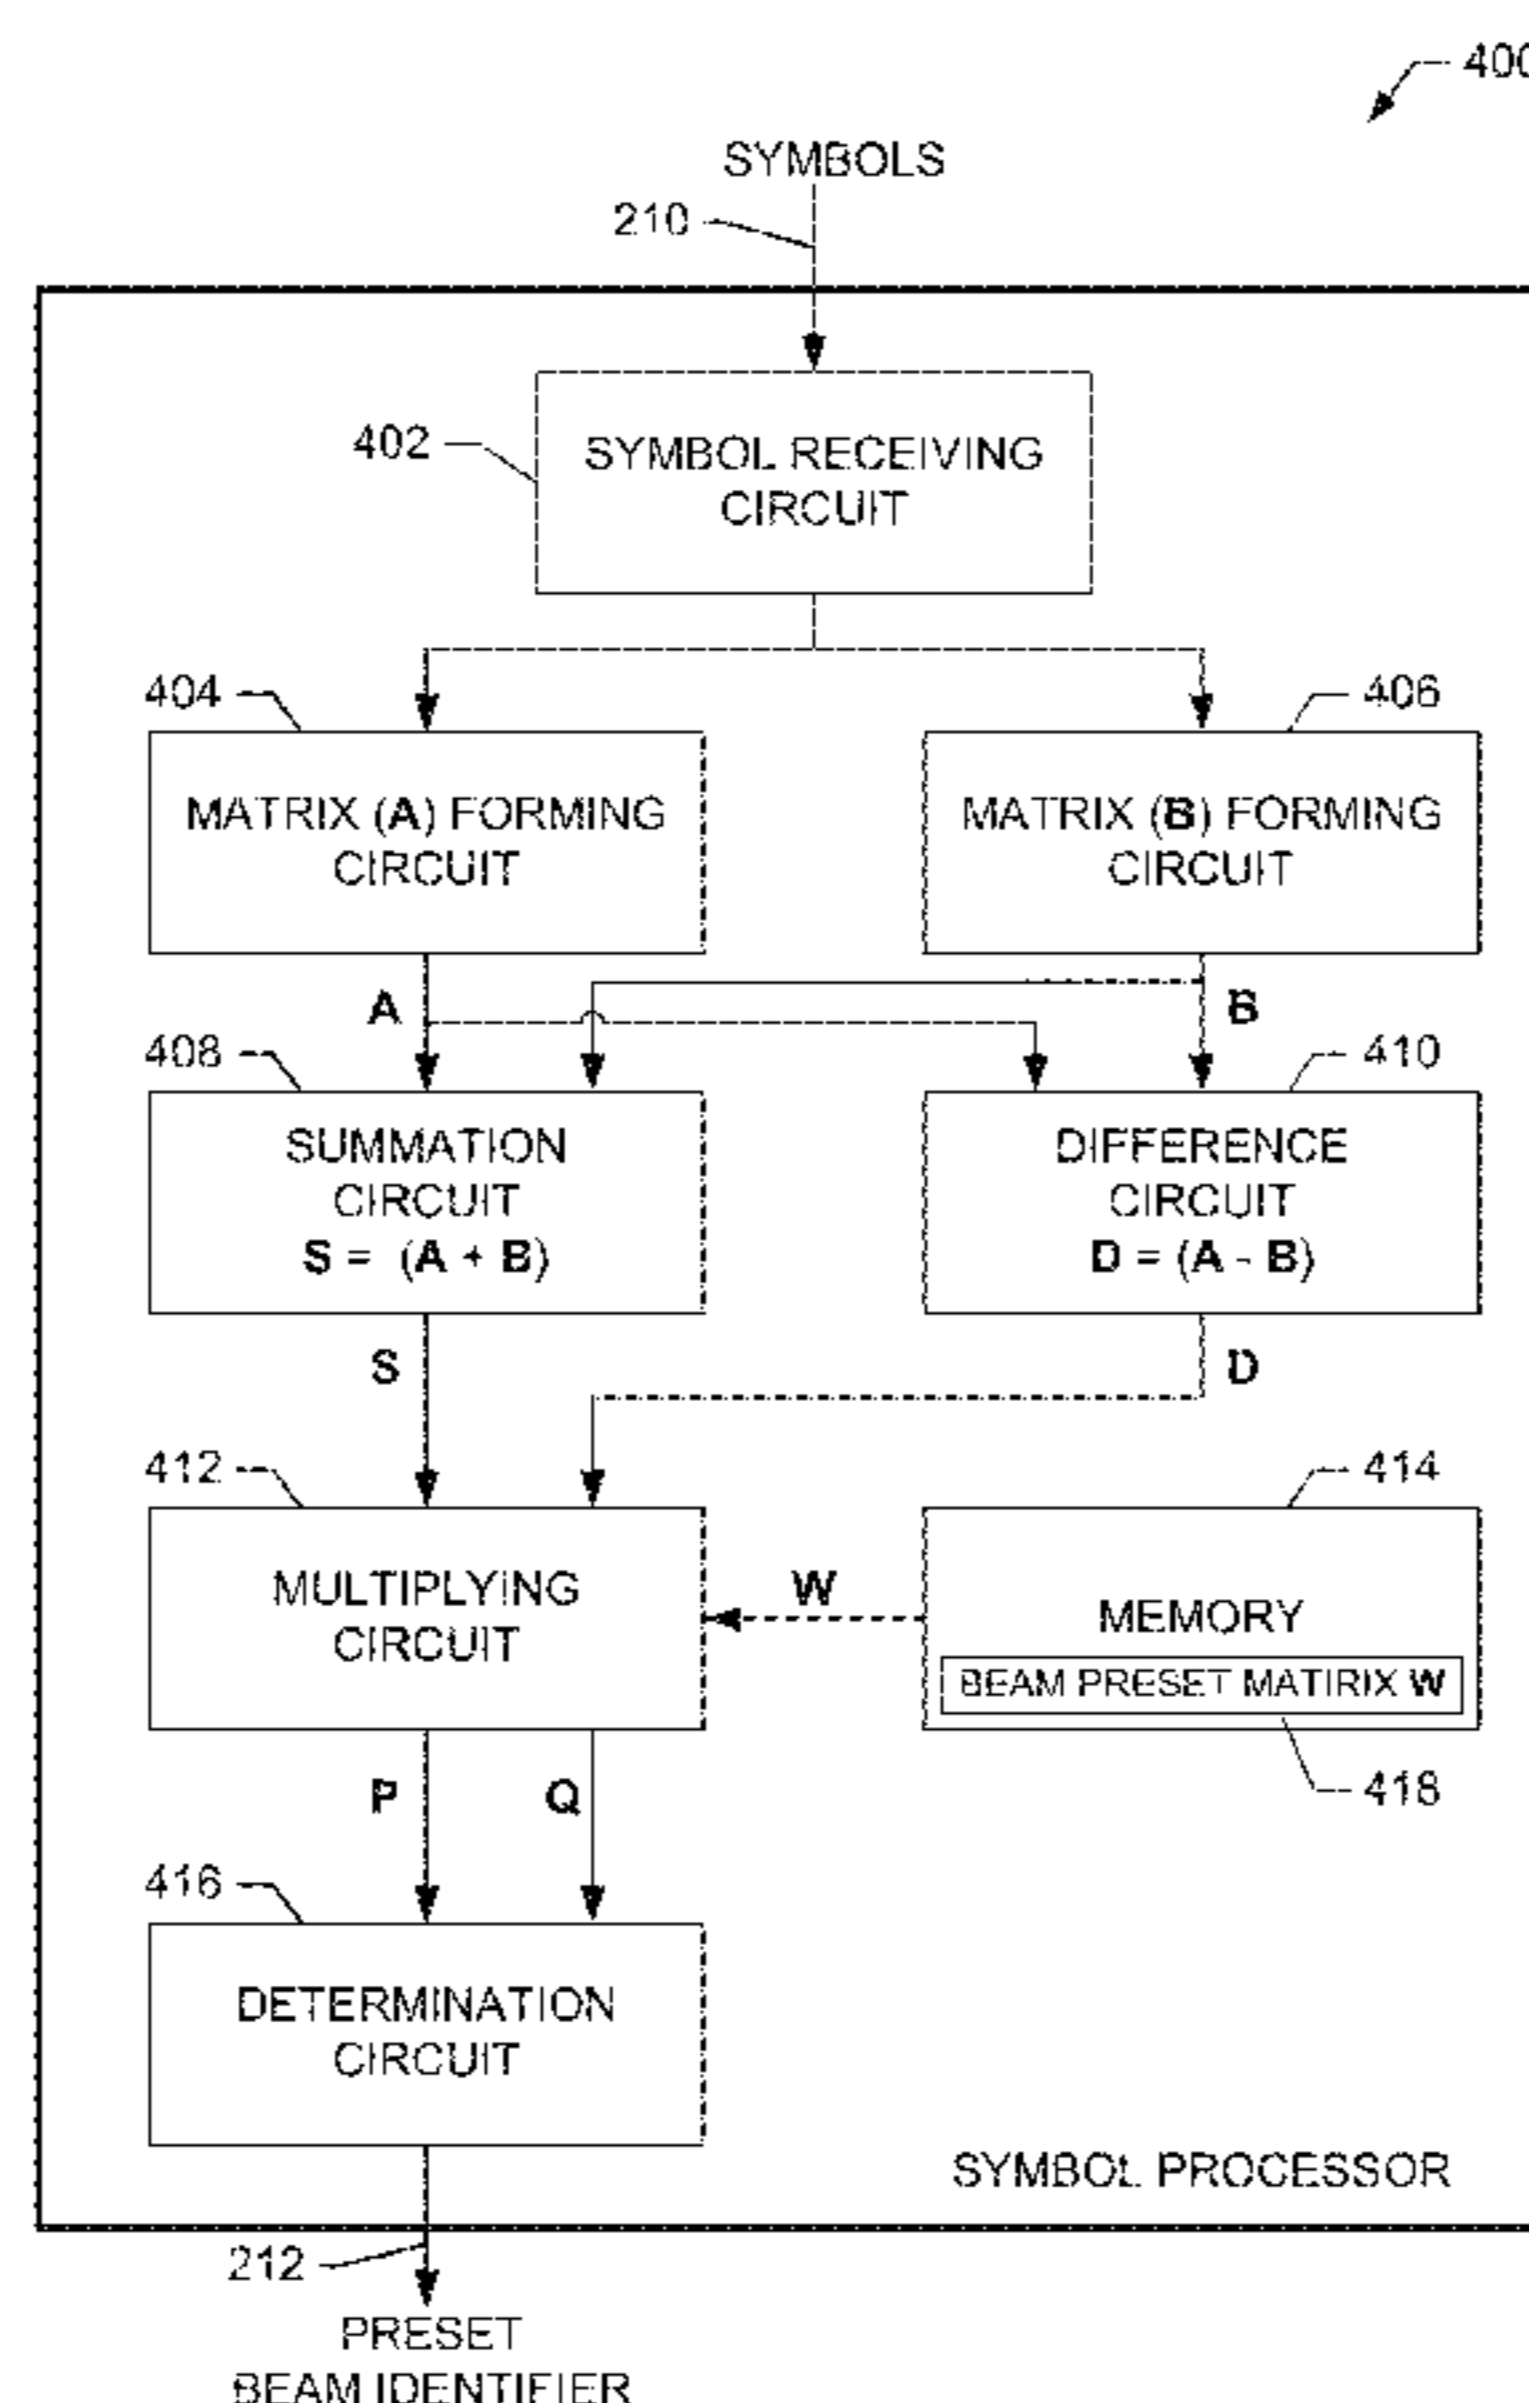 400
SYMBOLS
210
402
SYMBOL RECEIVING
CIRCUIT
404
406
MATRIX (A) FORMING
CIRCUIT
MATRIX (B) FORMING
CIRCUIT
A
B
408
410
SUMMATION
CIRCUIT
S = (A + B)
DIFFERENCE
CIRCUIT
D = (A - B)
S
D
412
414
MULTIPLYING
CIRCUIT
W
MEMORY
BEAM PRESET MATIRIX W
P
Q
418
416
DETERMINATION
CIRCUIT
SYMBOL PROCESSOR
212
PRESET
BEAM IDENTIFIER